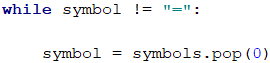 while symbol != "=":
symbol = symbols.pop(0)